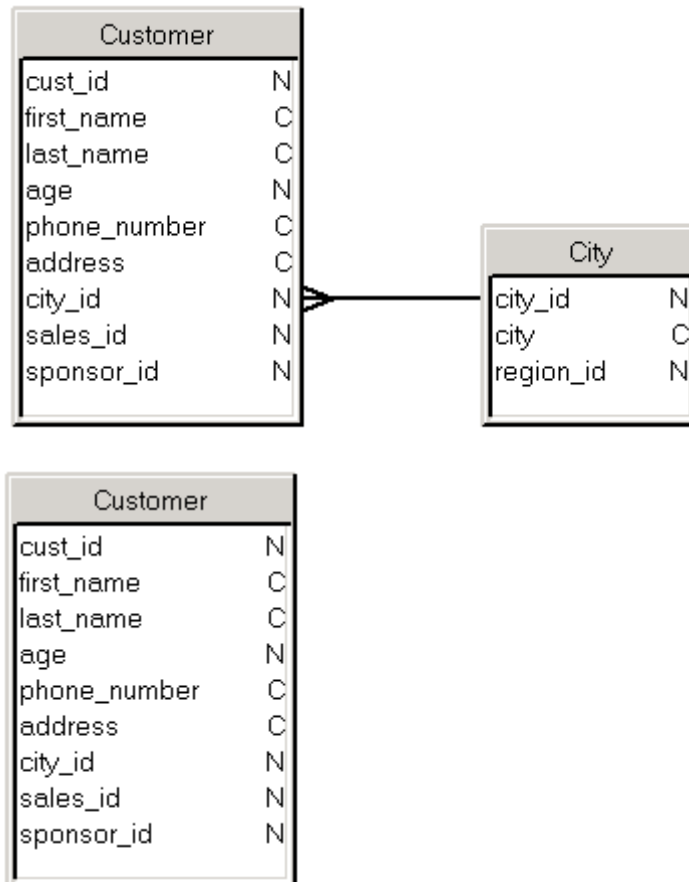 Customer
cust_id N
first_name C
last_name C
age N
phone_number C
address C
city_id N
sales_id N
sponsor_id N
City
city_id N
city C
region_id N
Customer
cust_id N
first_name C
last_name C
age N
phone_number C
address C
city_id N
sales_id N
sponsor_id N